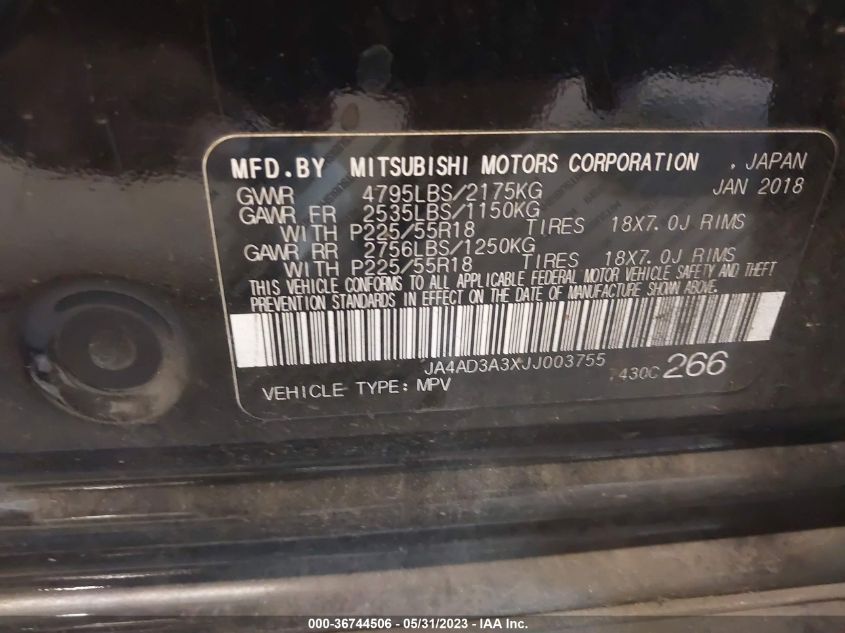 MFD.BY MITSUBISHI MOTORS CORPORATION , JAPAN
GVWR 4795LBS/2175KG JAN 2018
GAWR FR 2535LBS/1150KG
WITH P225/55R18 TIRES 18X7.0J RIMS
GAWR RR 2756LBS/1250KG
WITH P225/55R18 TIRES 18X7.0J RIMS
THIS VEHICLE CONFORMS TO ALL APPLICABLE FEDERAL MOTOR VEHICLE SAFETY AND THEFT
PREVENTION STANDARDS IN EFFECT ON THE DATE OF MANUFACTURE SHOWN ABOVE.
JA4AD3A3XJJ003755
VEHICLE TYPE: MPV 7430C 266
000-36744506 - 05/31/2023 - IAA Inc.